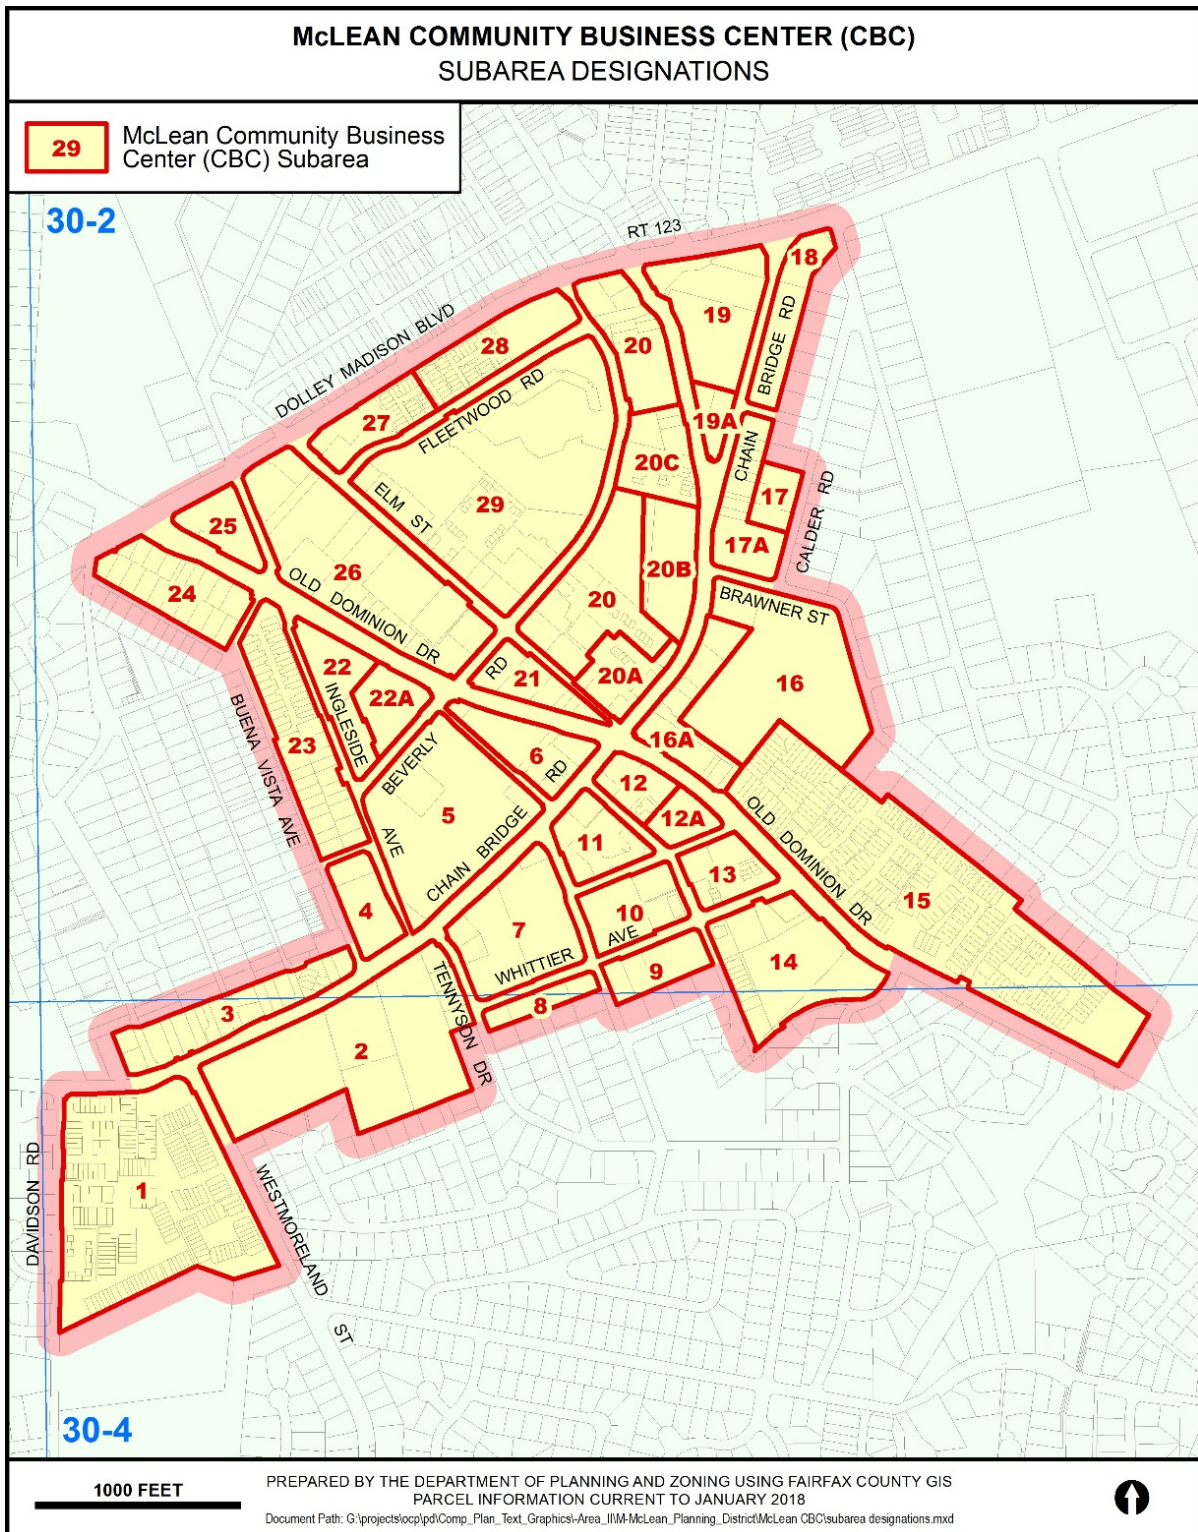 McLEAN COMMUNITY BUSINESS CENTER (CBC)
SUBAREA DESIGNATIONS
29
McLean Community Business
Center (CBC) Subarea
30-2
RT 123
18
DOLLEY MADISON BLVD
28
20
19
BRIDGE RD
27
FLEETWOOD RD
19A
CHAIN
20C
17
ELM ST
29
25
CALDER RD
17A
26
20B
24
OLD DOMINION DR
20
BRAWNER ST
22
RD
21
20A
16
22A
INGLESIDE
BUENA VISTA AVE
23
16A
BEVERLY
6
RD
12
5
12A
OLD DOMINION DR
AVE
CHAIN BRIDGE
11
13
15
4
10
7
AVE
WHITTIER
14
9
8
3
TENNYSON DR
2
DAVIDSON RD
1
WESTMORELAND ST
30-4
1000 FEET
PREPARED BY THE DEPARTMENT OF PLANNING AND ZONING USING FAIRFAX COUNTY GIS
PARCEL INFORMATION CURRENT TO JANUARY 2018
Document Path: G:\projects\ocp\pd\Comp_Plan_Text_Graphics\-Area_II\M-McLean_Planning_District\McLean CBC\subarea designations.mxd